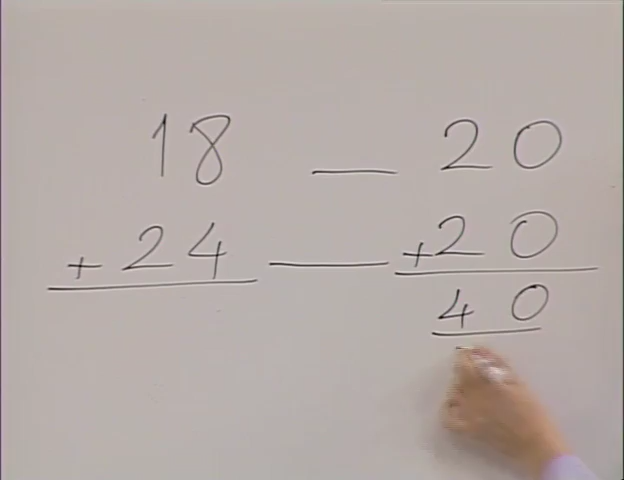 18 — 20
+ 24 — + 20
40